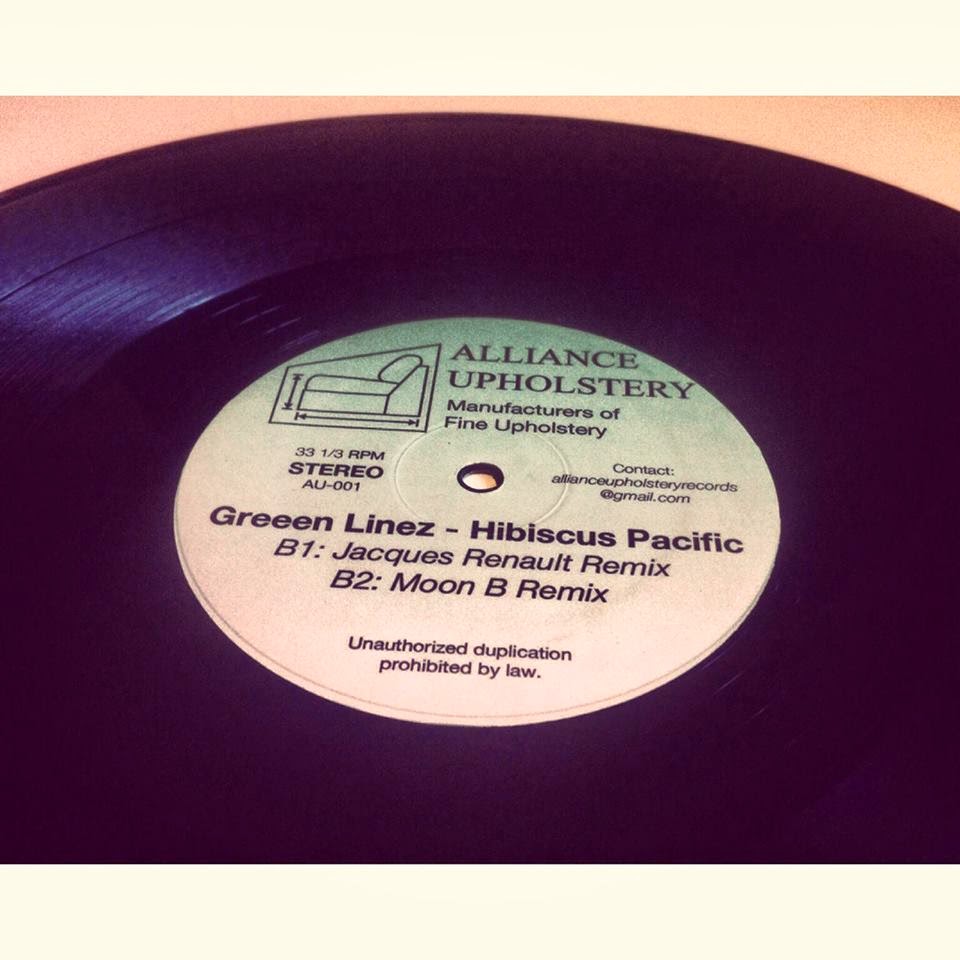 ALLIANCE
UPHOLSTERY
Manufacturers of
Fine Upholstery
33 1/3 RPM
STEREO
AU-001
Contact:
allianceupholsteryrecords
@gmail.com
Greeen Linez - Hibiscus Pacific
B1: Jacques Renault Remix
B2: Moon B Remix
Unauthorized duplication
prohibited by law.